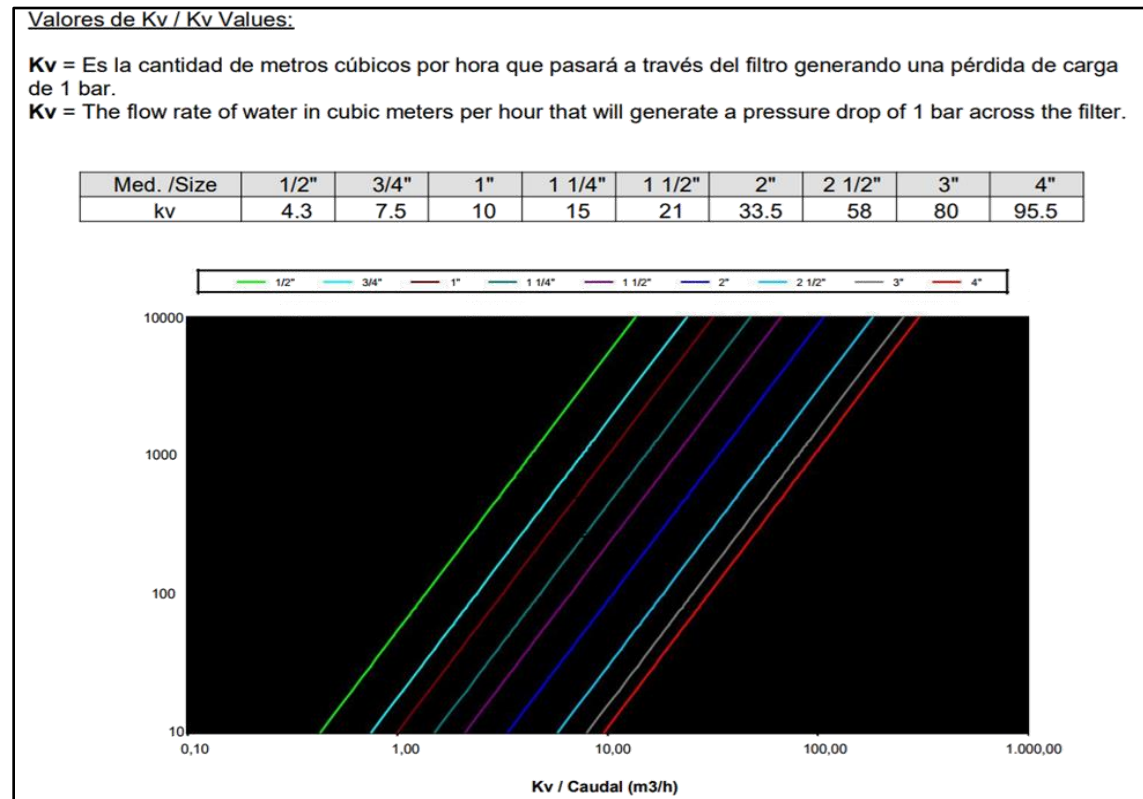 Valores de Kv / Kv Values:
Kv = Es la cantidad de metros cúbicos por hora que pasará a través del filtro generando una pérdida de carga
de 1 bar.
Kv = The flow rate of water in cubic meters per hour that will generate a pressure drop of 1 bar across the filter.
Med. /Size 1/2" 3/4" 1" 1 1/4" 1 1/2" 2" 2 1/2" 3" 4"
kv 4.3 7.5 10 15 21 33.5 58 80 95.5
1/2" 3/4" 1" 1 1/4" 1 1/2" 2" 2 1/2" 3" 4"
10000
1000
100
10
0,10 1,00 10,00 100,00 1.000,00
Kv / Caudal (m3/h)